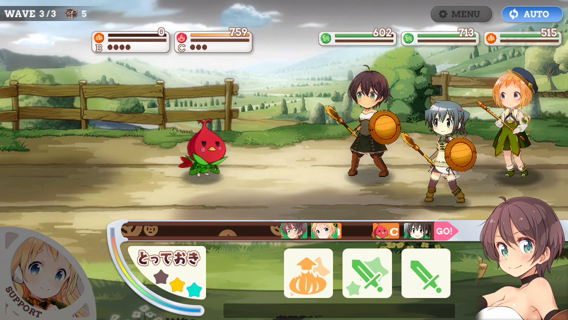 WAVE 3/3 5
MENU
AUTO
0
B
759
C
602
713
515
C
GO!
とっておき
SUPPORT